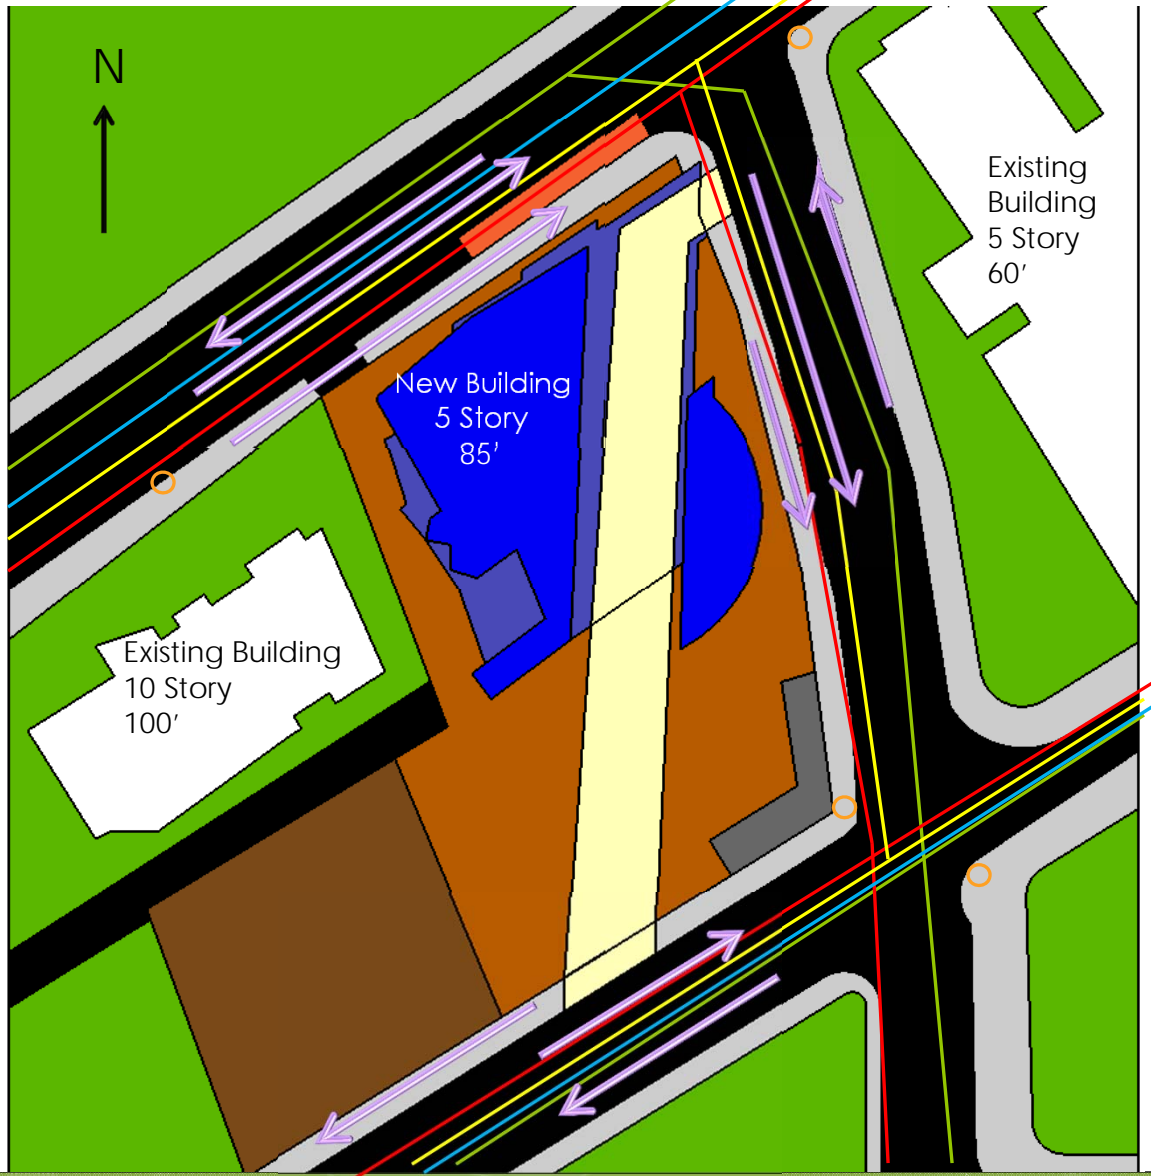 N
Existing
Building
5 Story
60’
New Building
5 Story
85’
Existing Building
10 Story
100’